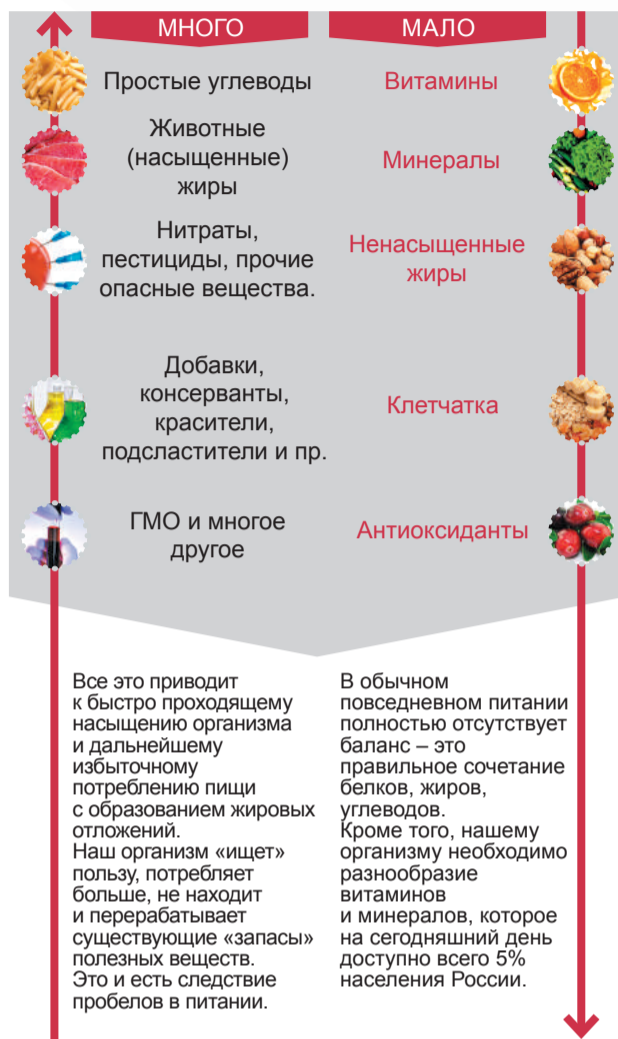 МНОГО
Простые углеводы
Животные
(насыщенные)
жиры
Нитраты,
пестициды, прочие
опасные вещества.
Добавки,
консерванты,
красители,
подсластители и пр.
ГМО и многое
другое
Все это приводит
к быстро проходящему
насыщению организма
и дальнейшему
избыточному
потреблению пищи
с образованием жировых
отложений.
Наш организм «ищет»
пользу, потребляет
больше, не находит
и перерабатывает
существующие «запасы»
полезных веществ.
Это и есть следствие
пробелов в питании.
МАЛО
Витамины
Минералы
Ненасыщенные
жиры
Клетчатка
Антиоксиданты
В обычном
повседневном питании
полностью отсутствует
баланс – это
правильное сочетание
белков, жиров,
углеводов.
Кроме того, нашему
организму необходимо
разнообразие
витаминов
и минералов, которое
на сегодняшний день
доступно всего 5%
населения России.